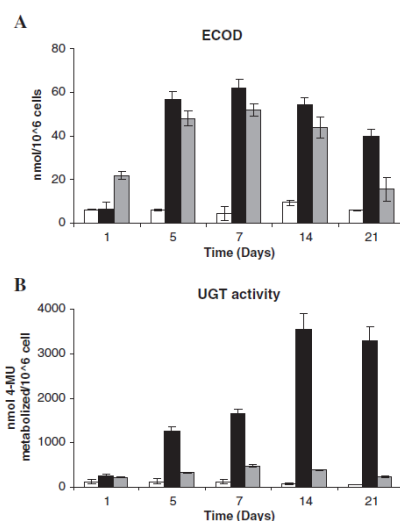 A
ECOD
80
60
40
20
0
nmol/10^6 cells
1 5 7 14 21
Time (Days)
B
UGT activity
4000
3000
2000
1000
0
nmol 4-MU
metabolized/10^6 cell
1 5 7 14 21
Time (Days)